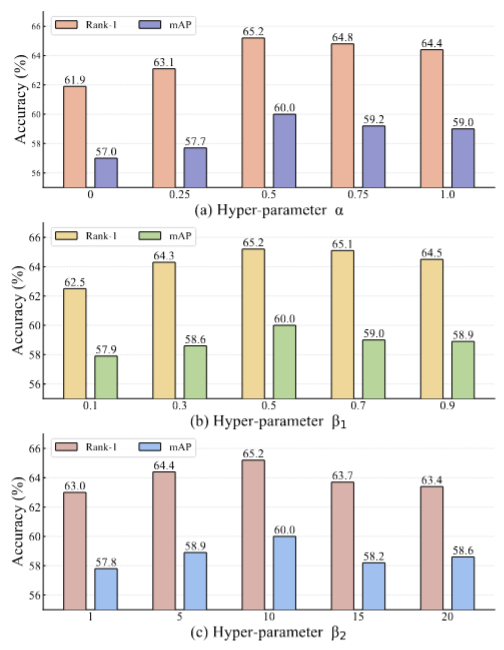 Rank-1 mAP
Accuracy (%)
66
64
62
60
58
56
61.9 57.0 63.1 57.7 65.2 60.0 64.8 59.2 64.4 59.0
0 0.25 0.5 0.75 1.0
(a) Hyper-parameter α
Rank-1 mAP
Accuracy (%)
66
64
62
60
58
56
62.5 57.9 64.3 58.6 65.2 60.0 65.1 59.0 64.5 58.9
0.1 0.3 0.5 0.7 0.9
(b) Hyper-parameter β₁
Rank-1 mAP
Accuracy (%)
66
64
62
60
58
56
63.0 57.8 64.4 58.9 65.2 60.0 63.7 58.2 63.4 58.6
1 5 10 15 20
(c) Hyper-parameter β₂